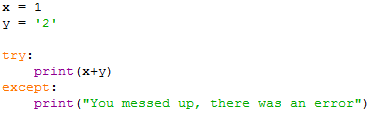 x = 1
y = '2'

try:
    print(x+y)
except:
    print("You messed up, there was an error")